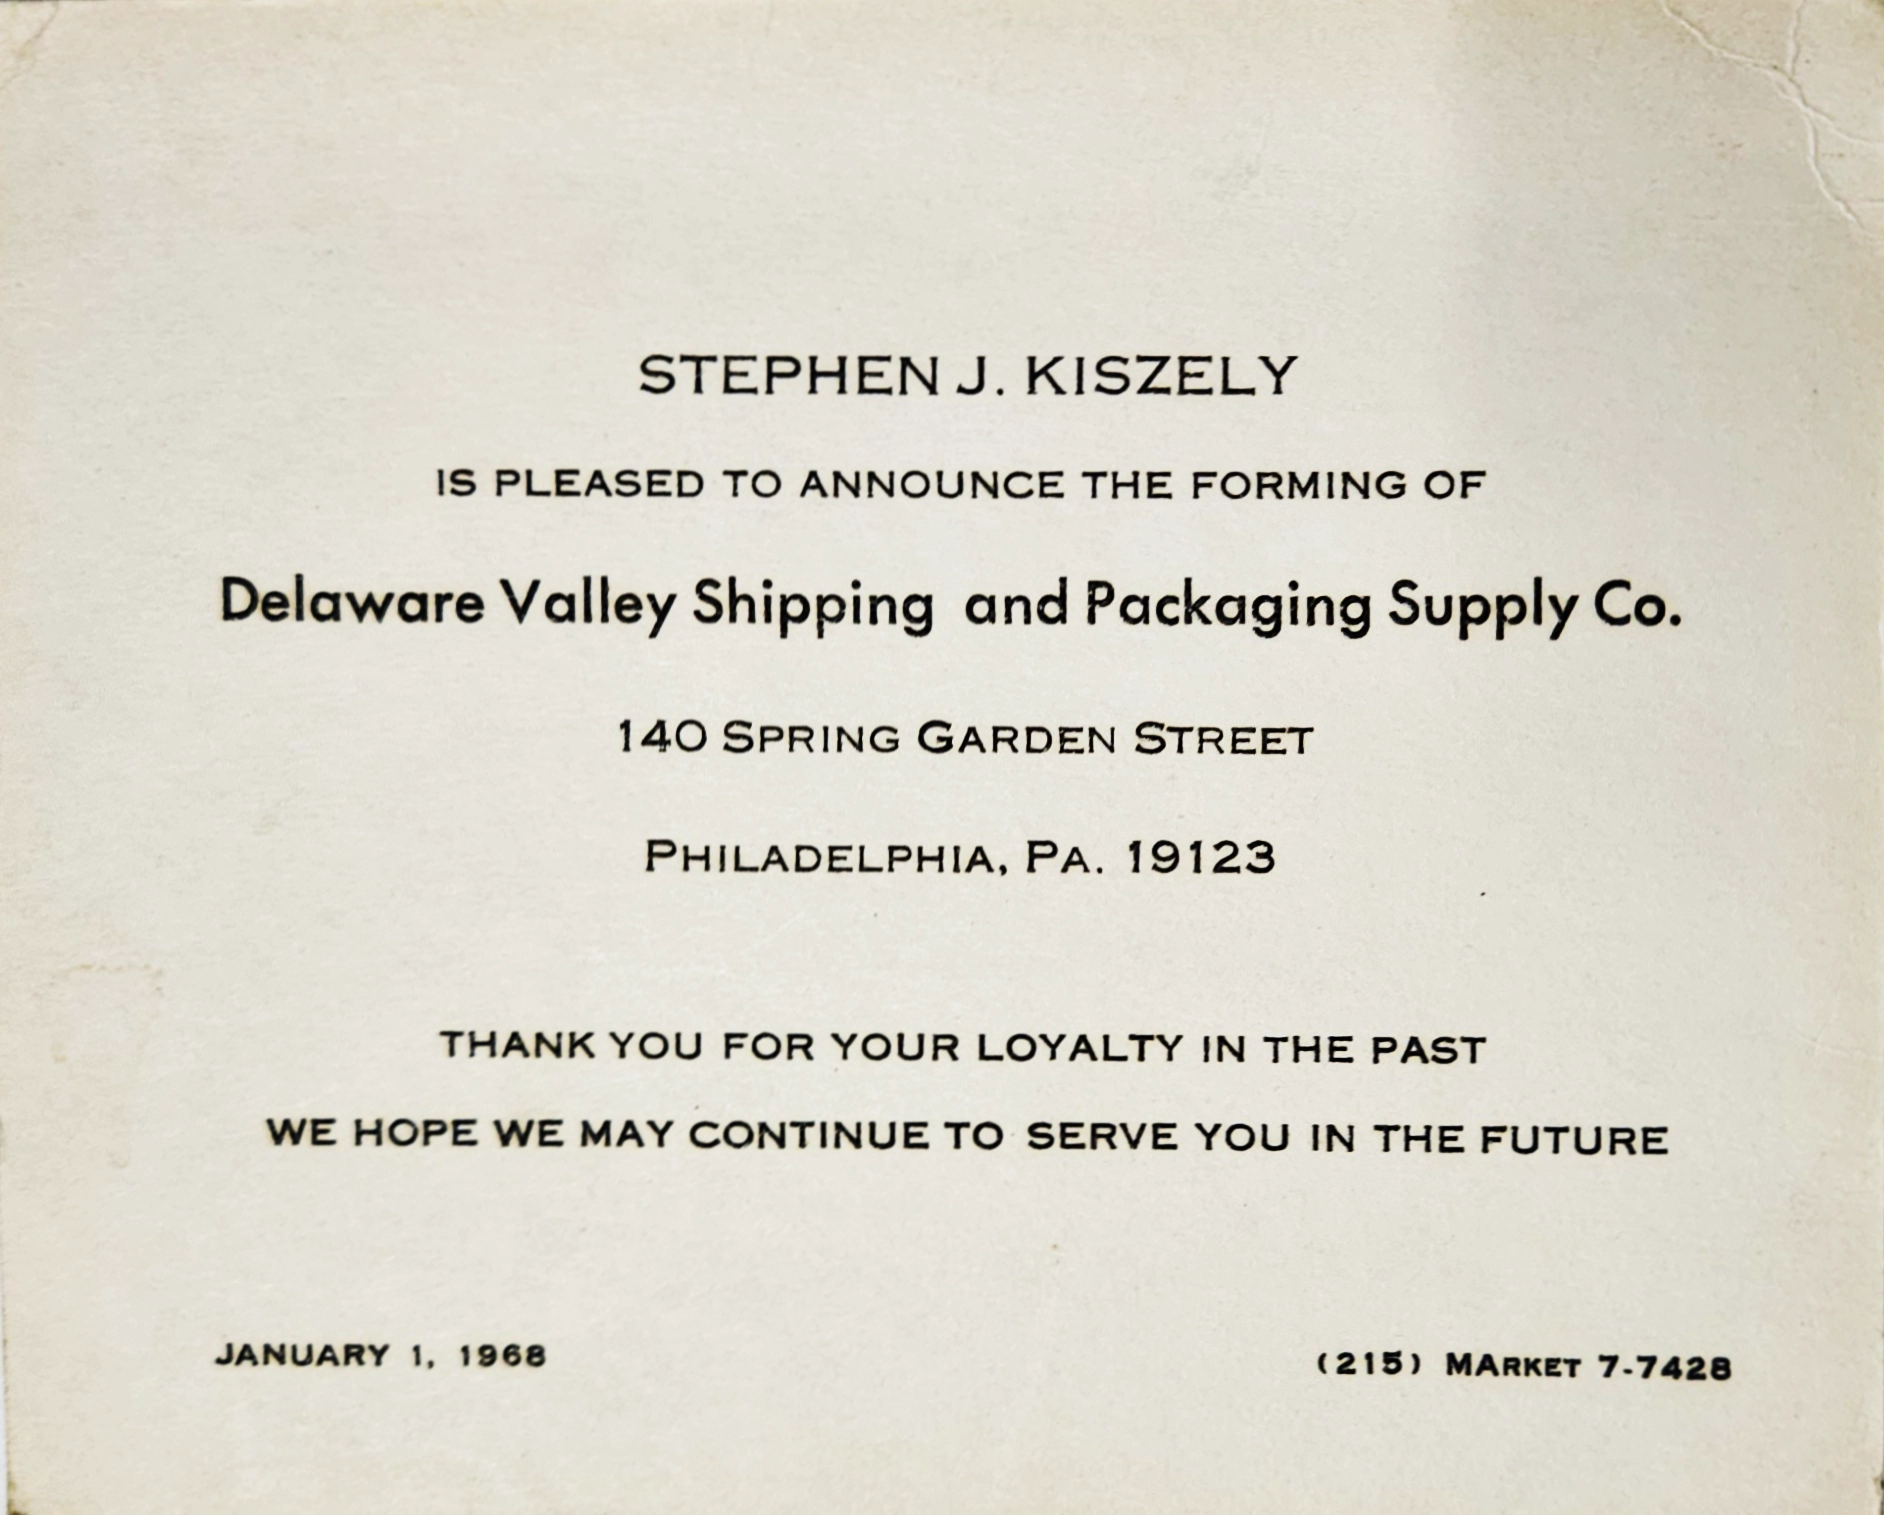 STEPHEN J. KISZELY
IS PLEASED TO ANNOUNCE THE FORMING OF
Delaware Valley Shipping and Packaging Supply Co.
140 SPRING GARDEN STREET
PHILADELPHIA, PA. 19123
THANK YOU FOR YOUR LOYALTY IN THE PAST
WE HOPE WE MAY CONTINUE TO SERVE YOU IN THE FUTURE
JANUARY 1, 1968
(215) MARKET 7-7428